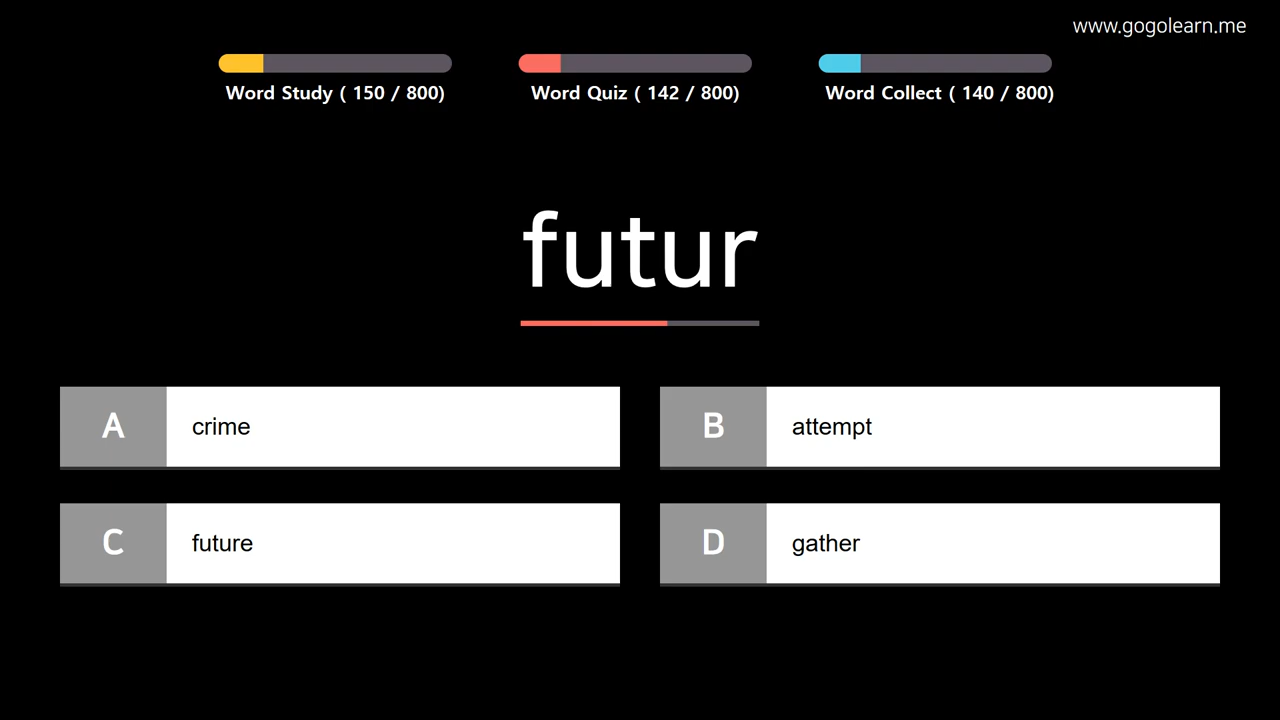 www.gogolearn.me
Word Study ( 150 / 800)
Word Quiz ( 142 / 800)
Word Collect ( 140 / 800)
futur
A
crime
B
attempt
C
future
D
gather